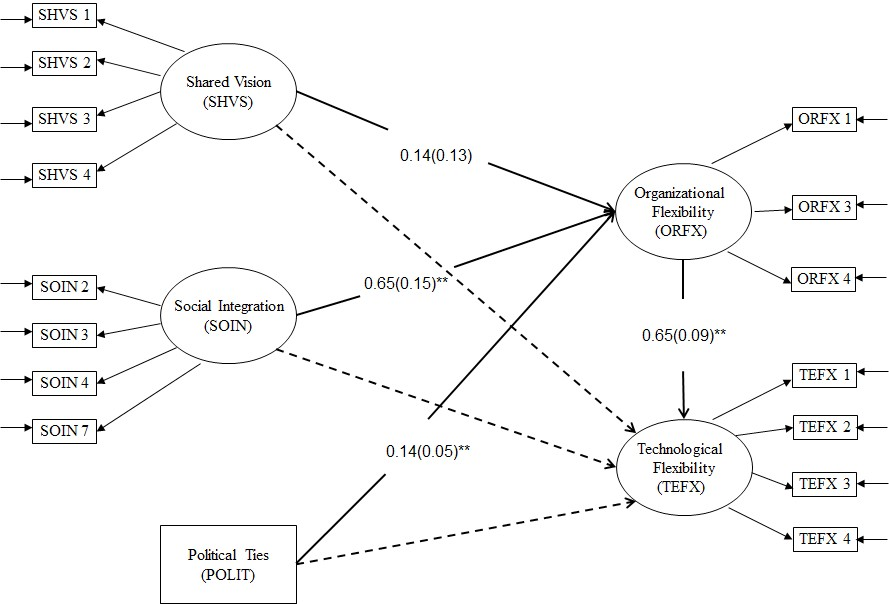 SHVS 1
SHVS 2
SHVS 3
SHVS 4
Shared Vision
(SHVS)
0.14(0.13)
ORFX 1
ORFX 3
ORFX 4
Organizational
Flexibility
(ORFX)
SOIN 2
SOIN 3
SOIN 4
SOIN 7
Social Integration
(SOIN)
0.65(0.15)**
0.65(0.09)**
TEFX 1
TEFX 2
TEFX 3
TEFX 4
Technological
Flexibility
(TEFX)
0.14(0.05)**
Political Ties
(POLIT)